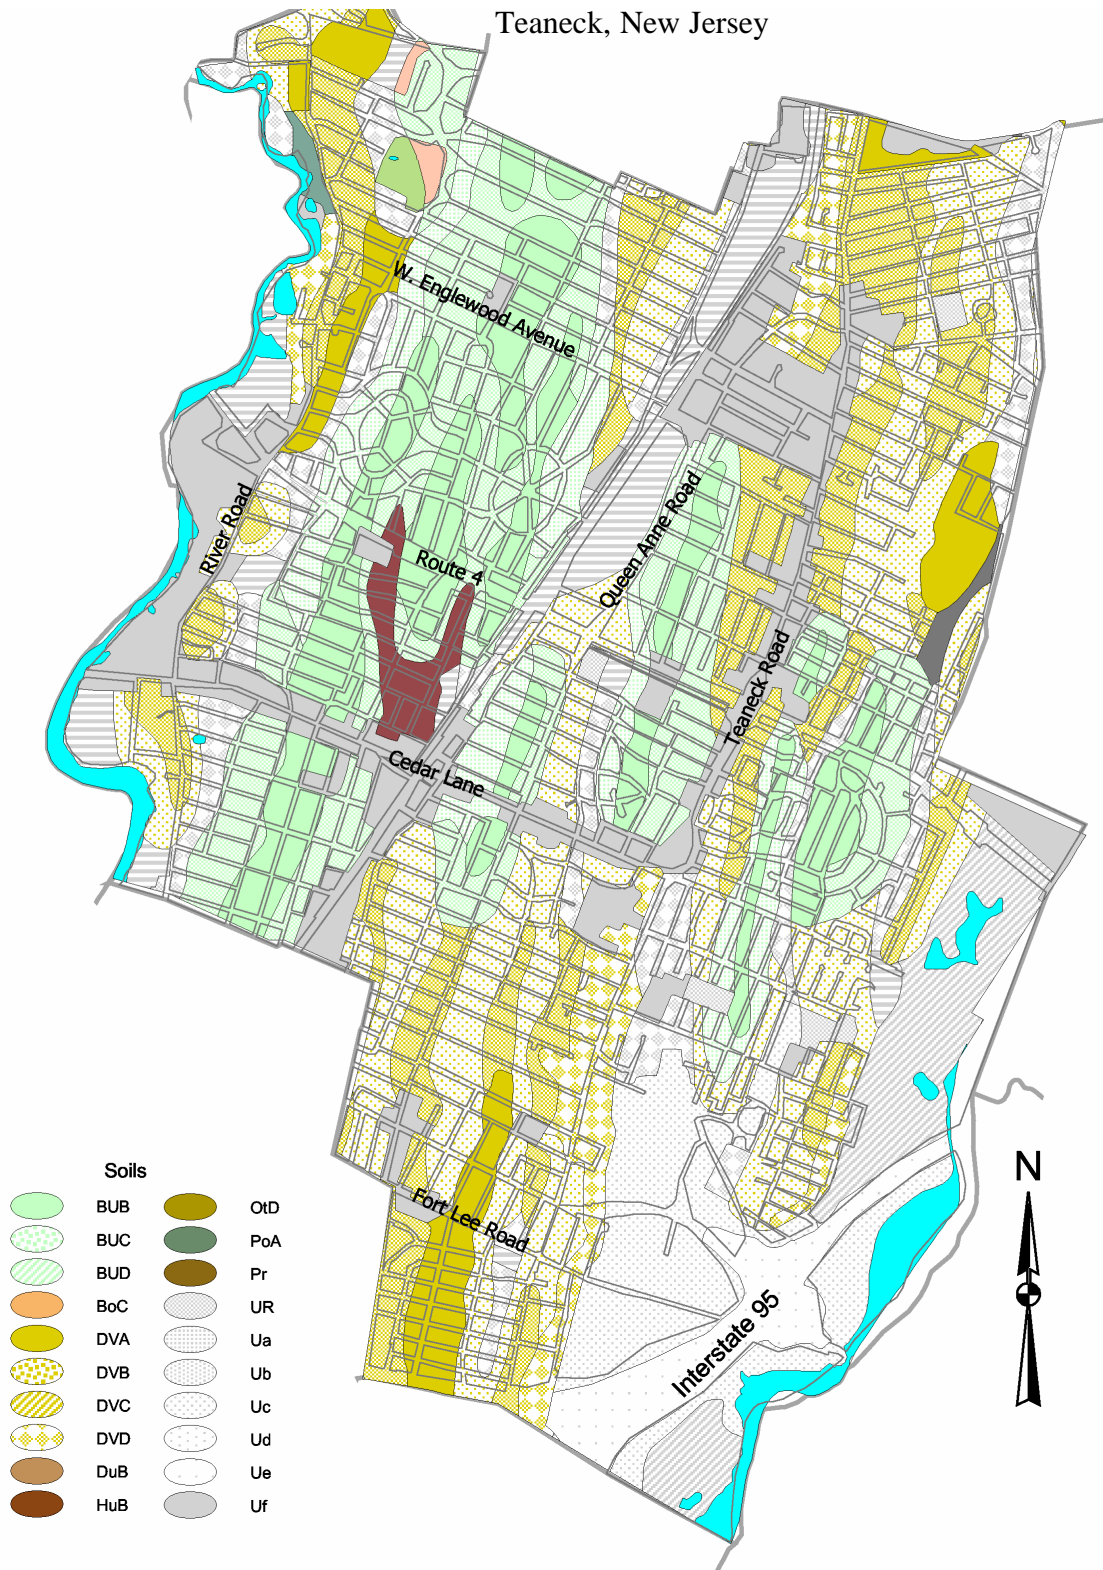 Teaneck, New Jersey
W. Englewood Avenue
River Road
Route 4
Queen Anne Road
Teaneck Road
Cedar Lane
Fort Lee Road
Interstate 95
N
Soils
BUB
OtD
BUC
PoA
BUD
Pr
BoC
UR
DVA
Ua
DVB
Ub
DVC
Uc
DVD
Ud
DuB
Ue
HuB
Uf